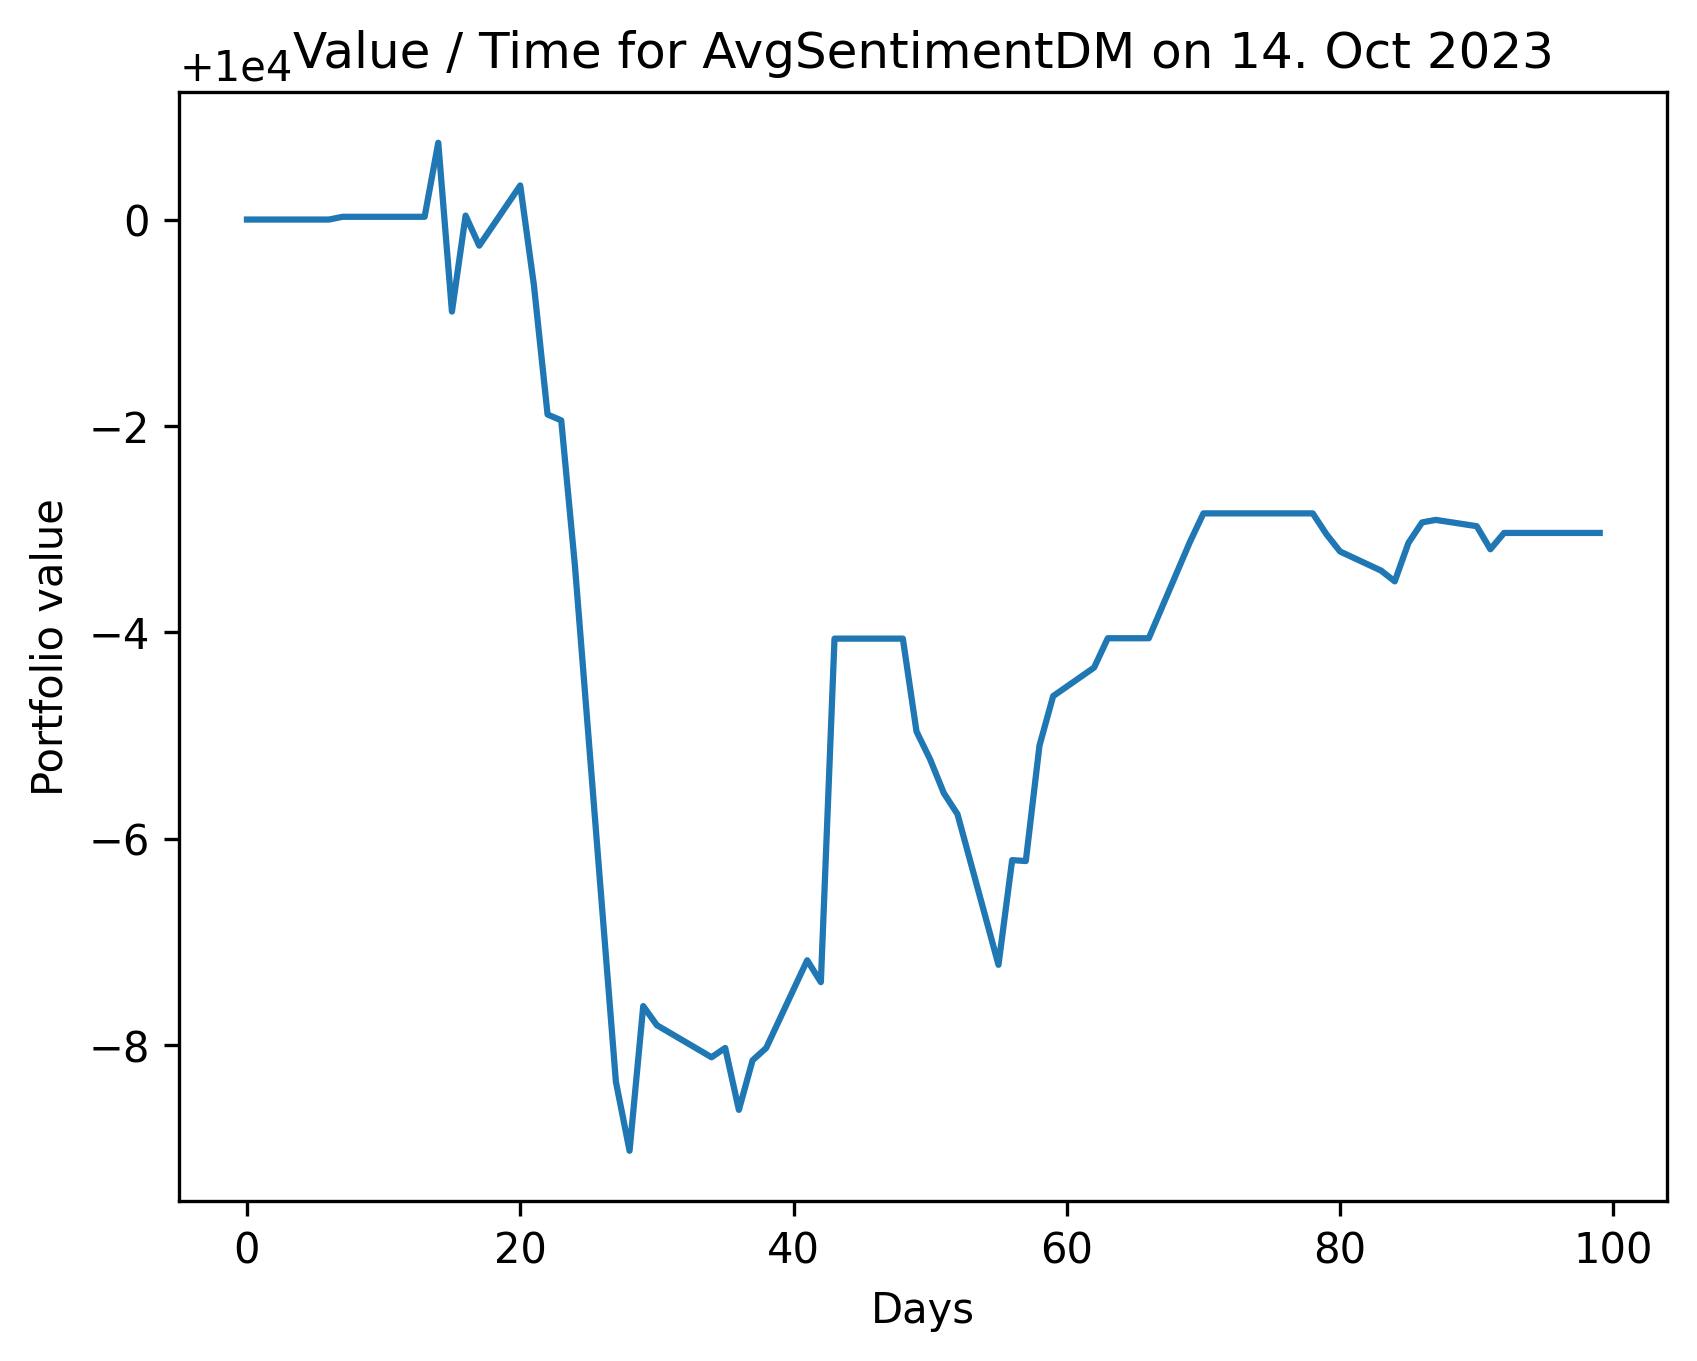 Value / Time for AvgSentimentDM on 14. Oct 2023
+1e4
0
−2
−4
−6
−8
Portfolio value
0 20 40 60 80 100
Days